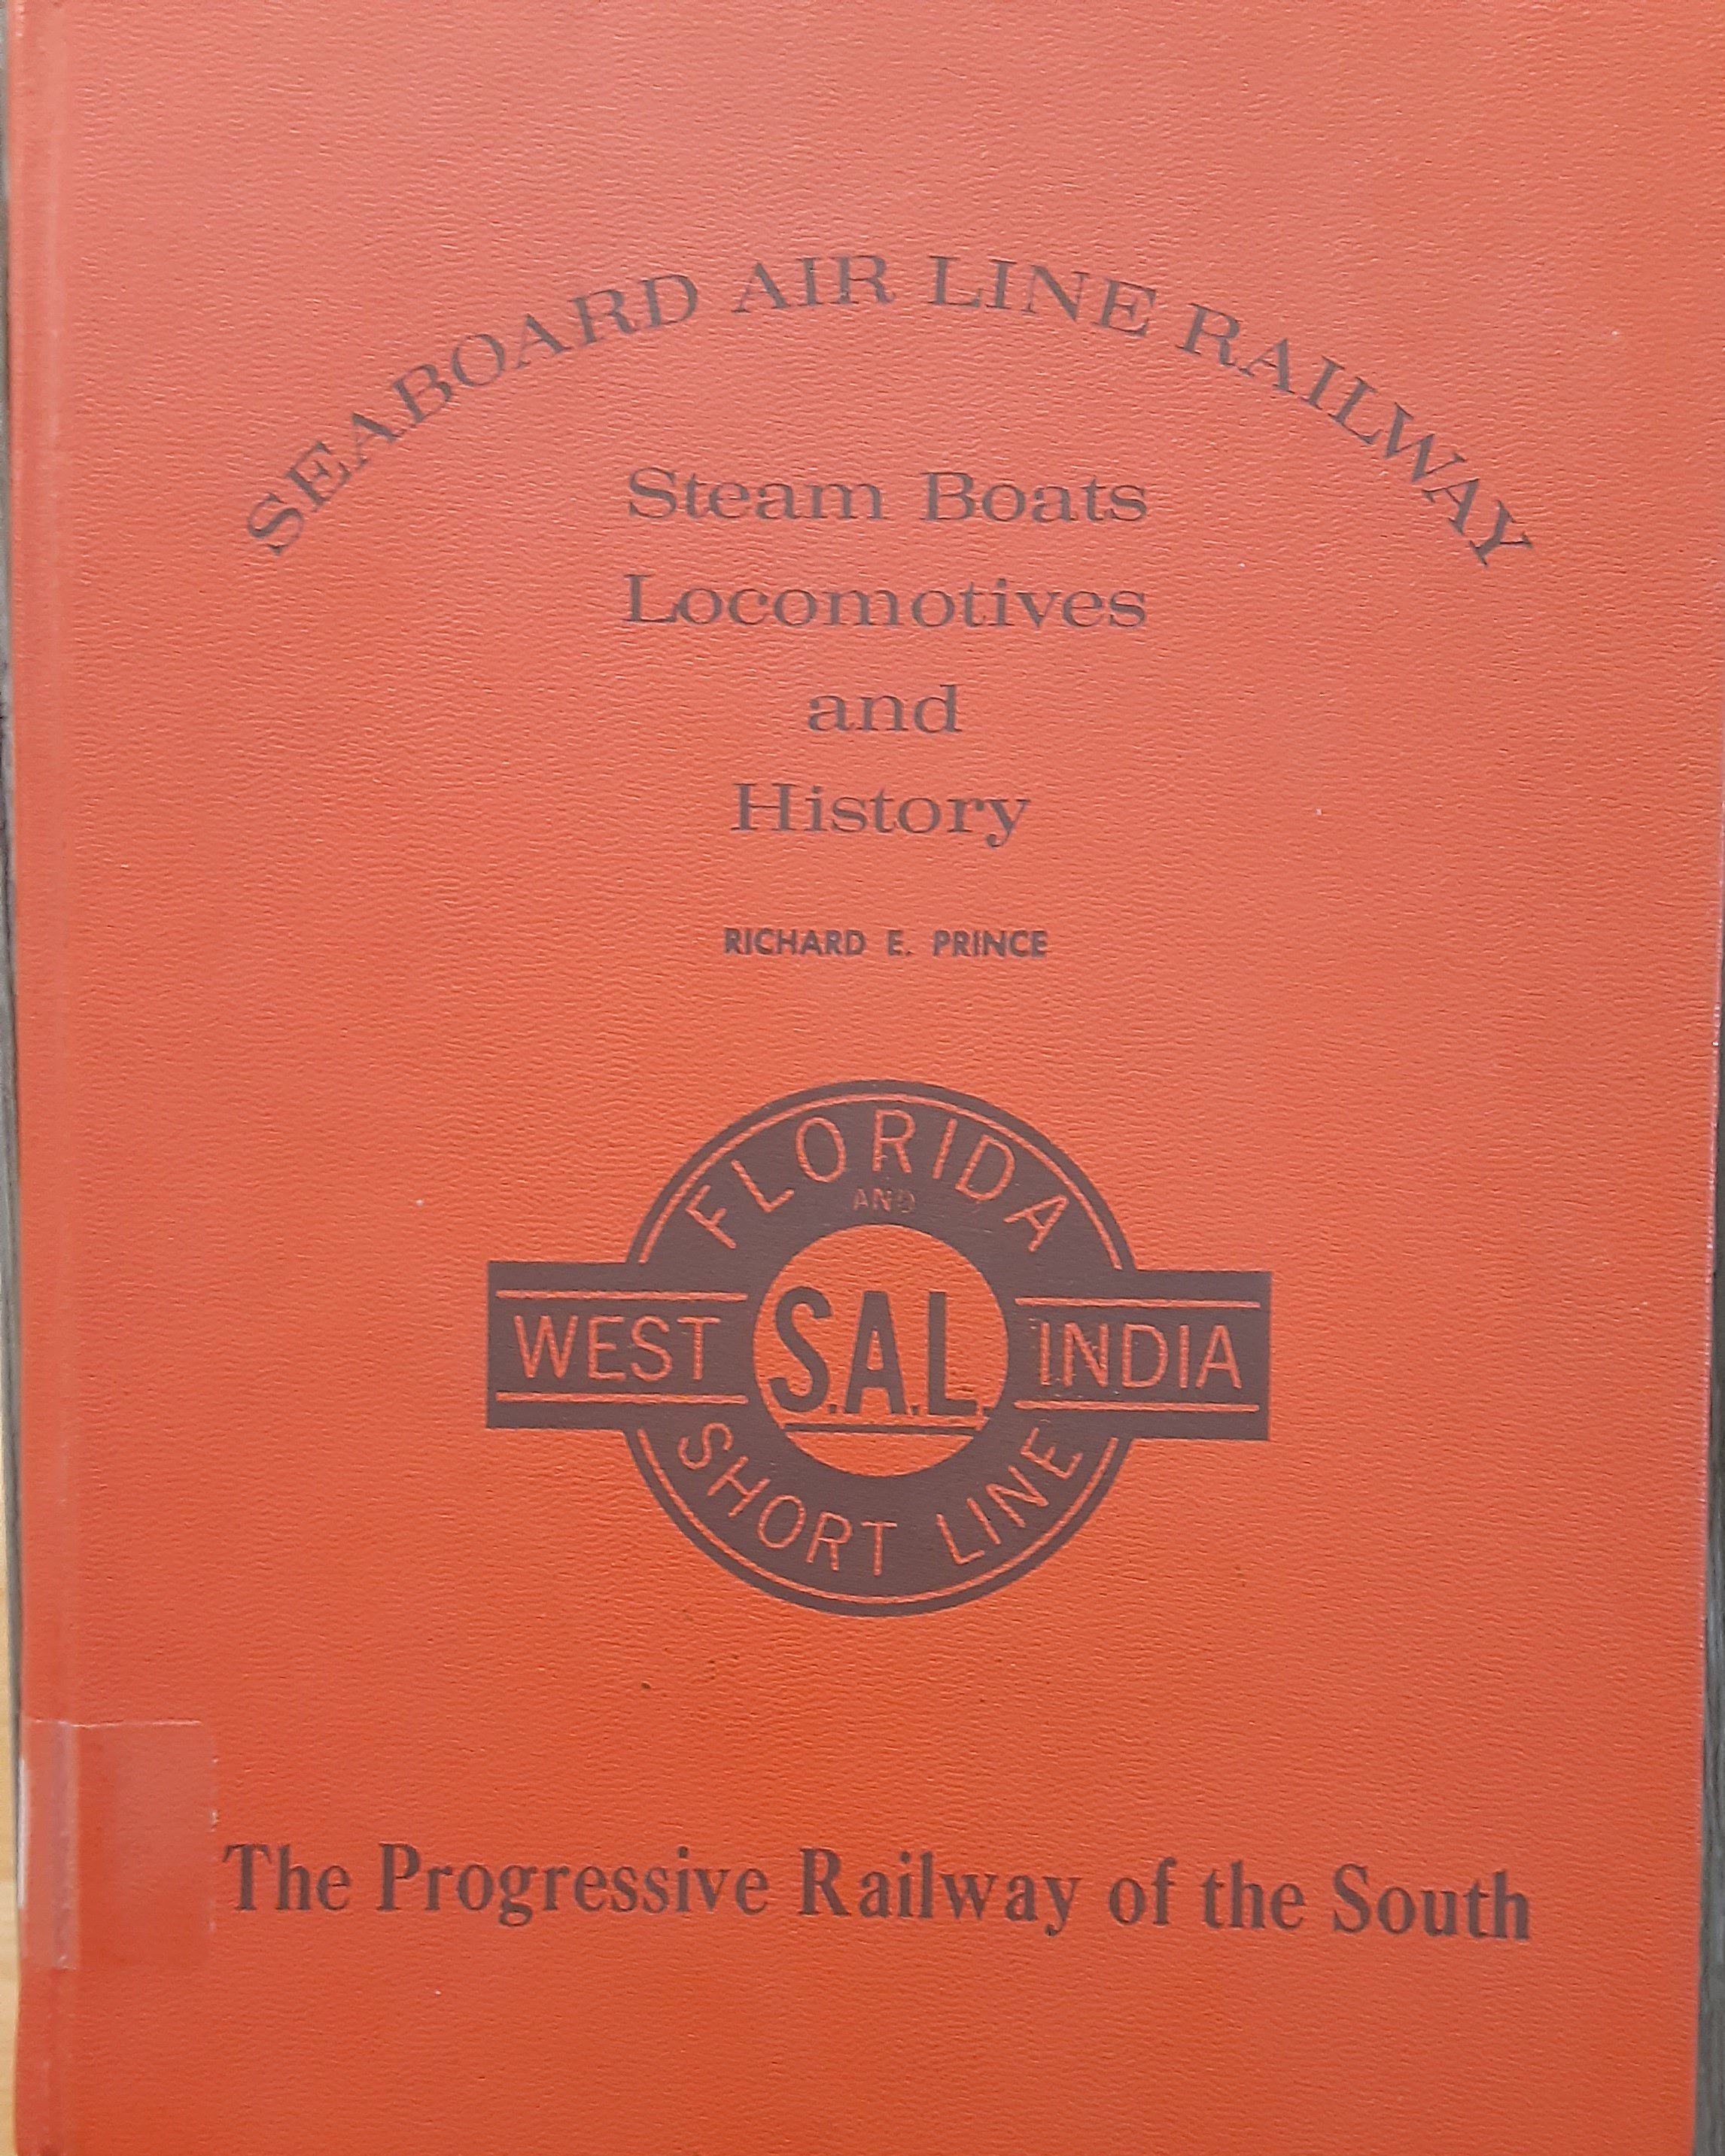 SEABOARD AIR LINE RAILWAY
Steam Boats
Locomotives
and
History
RICHARD E. PRINCE
FLORIDA
AND
WEST S.A.L. INDIA
SHORT LINE
The Progressive Railway of the South